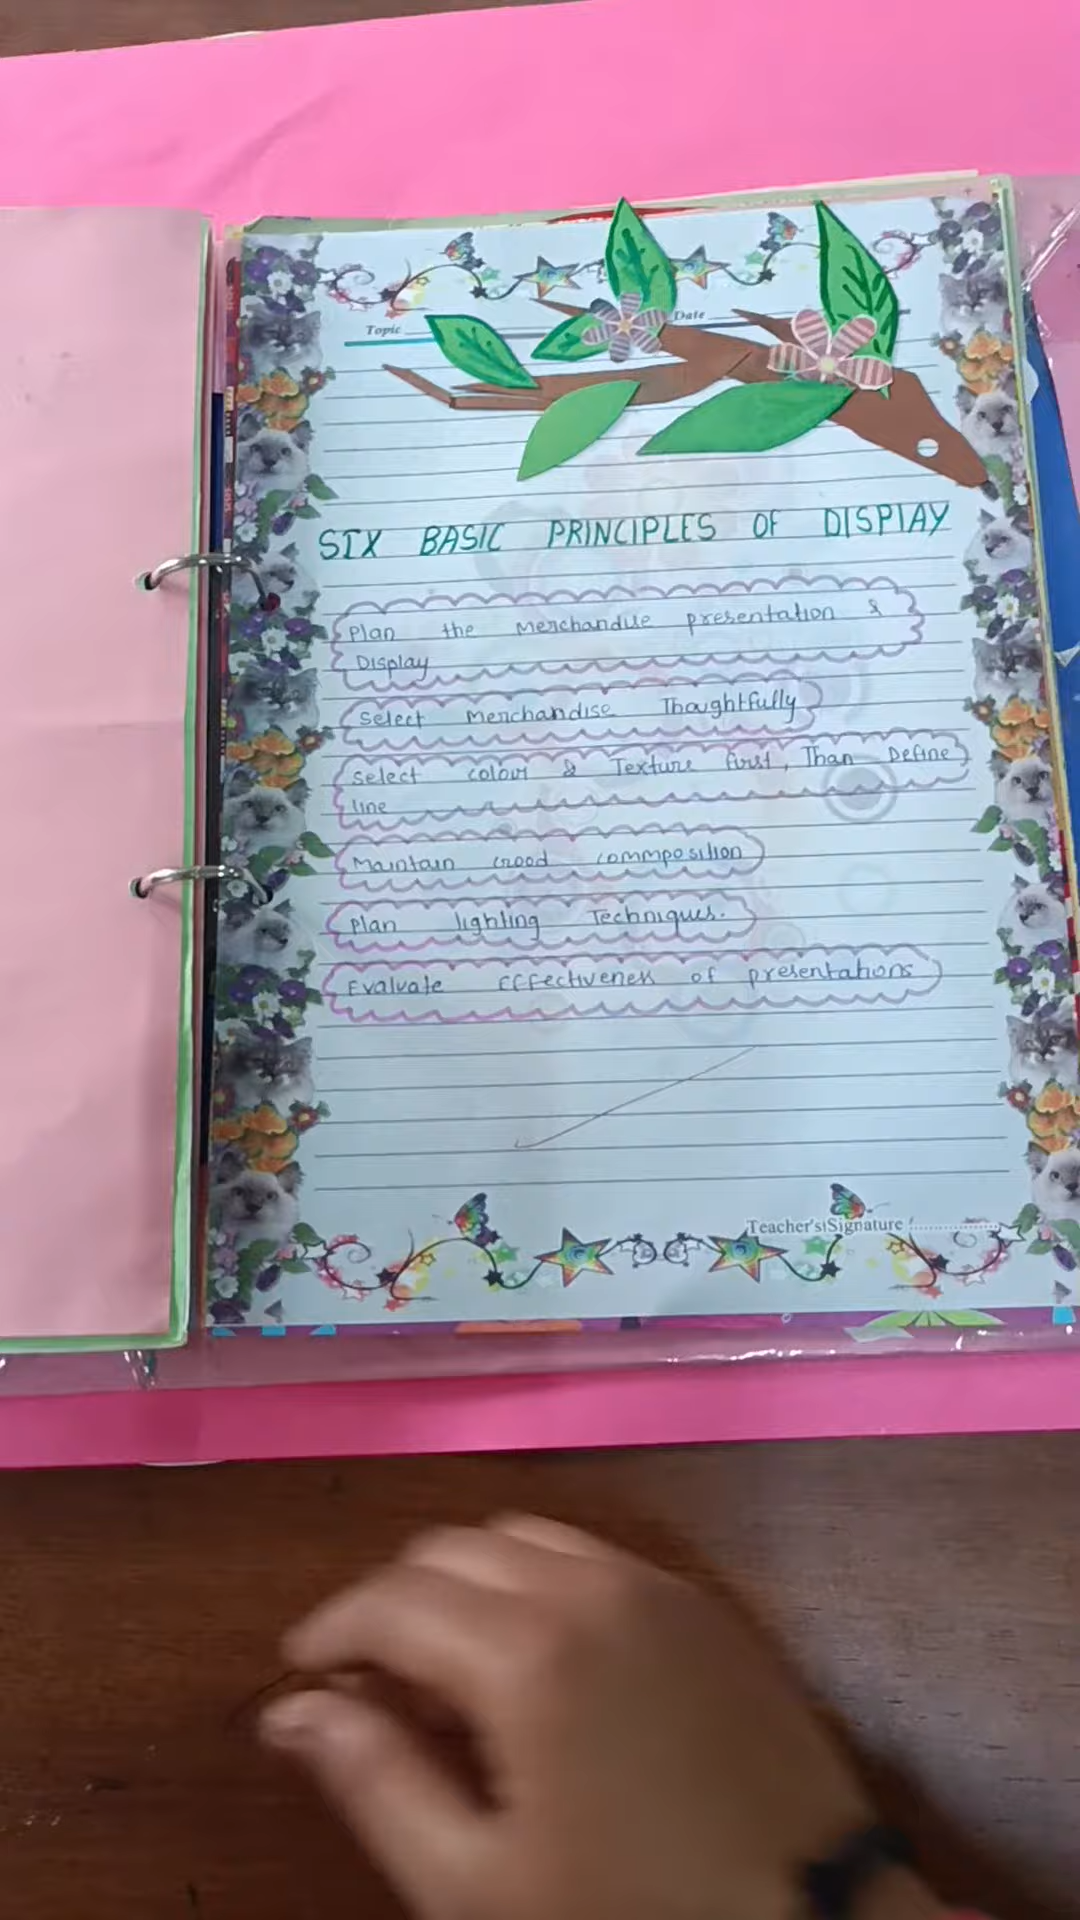 Topic
Date
SIX BASIC PRINCIPLES OF DISPLAY
Plan the Merchandise presentation &
Display
Select Merchandise Thoughtfully
Select colour & Texture first, Than Define
line
Maintain Good commposition
Plan lighting Techniques.
Evaluate Effectiveness of presentations
Teacher's Signature :